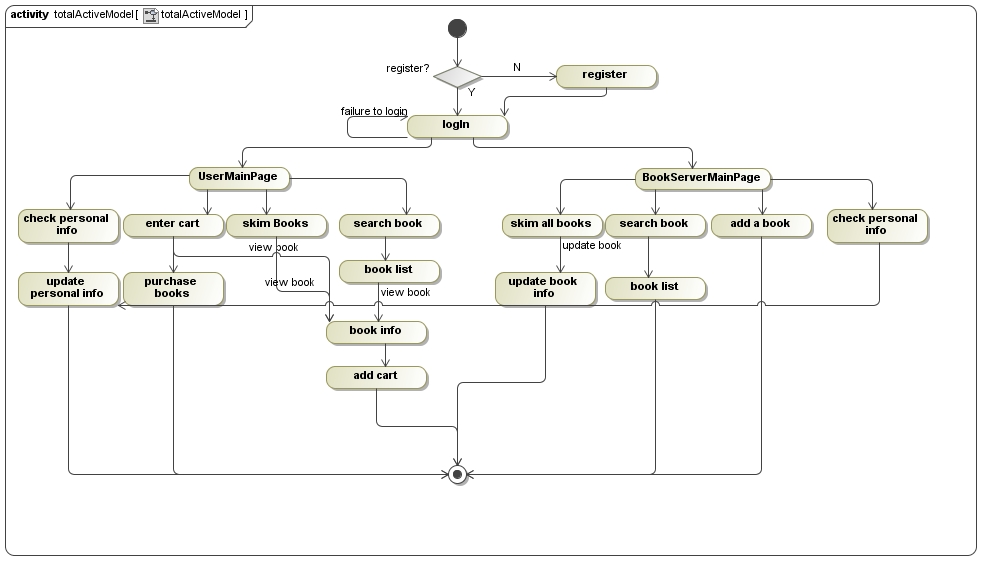 activity totalActiveModel[ totalActiveModel ]
register?
N
register
Y
failure to login
logIn
UserMainPage
BookServerMainPage
check personal
info
enter cart
skim Books
search book
skim all books
search book
add a book
check personal
info
view book
update book
book list
update
personal info
purchase
books
view book
view book
update book
info
book list
book info
add cart